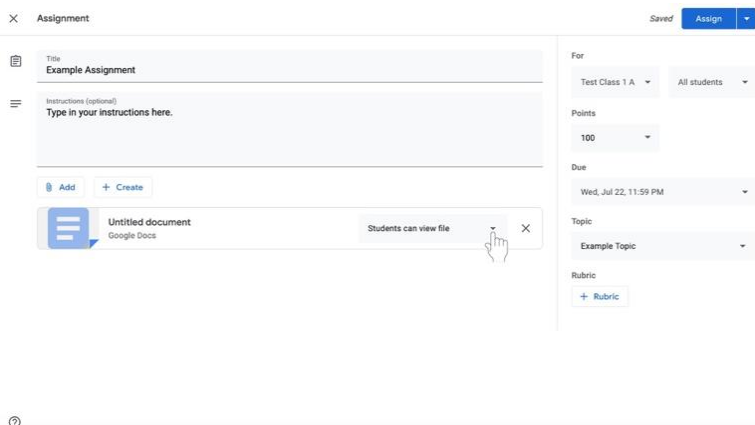 Assignment
Saved
Assign
Title
Example Assignment
Instructions (optional)
Type in your instructions here.
Add
+ Create
Untitled document
Google Docs
Students can view file
For
Test Class 1 A
All students
Points
100
Due
Wed, Jul 22, 11:59 PM
Topic
Example Topic
Rubric
+ Rubric